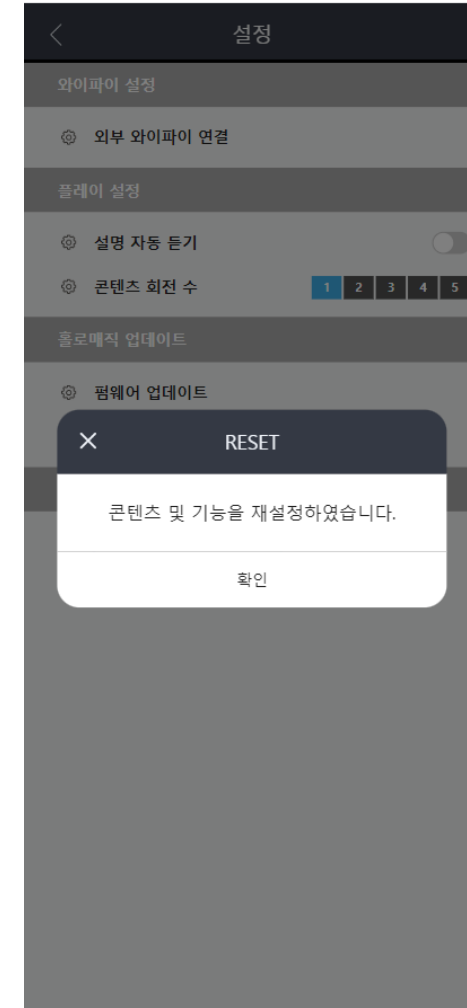 설정
와이파이 설정
외부 와이파이 연결
플레이 설정
설명 자동 듣기
콘텐츠 회전 수 1 2 3 4 5
홀로매직 업데이트
펌웨어 업데이트
RESET
콘텐츠 및 기능을 재설정하였습니다.
확인